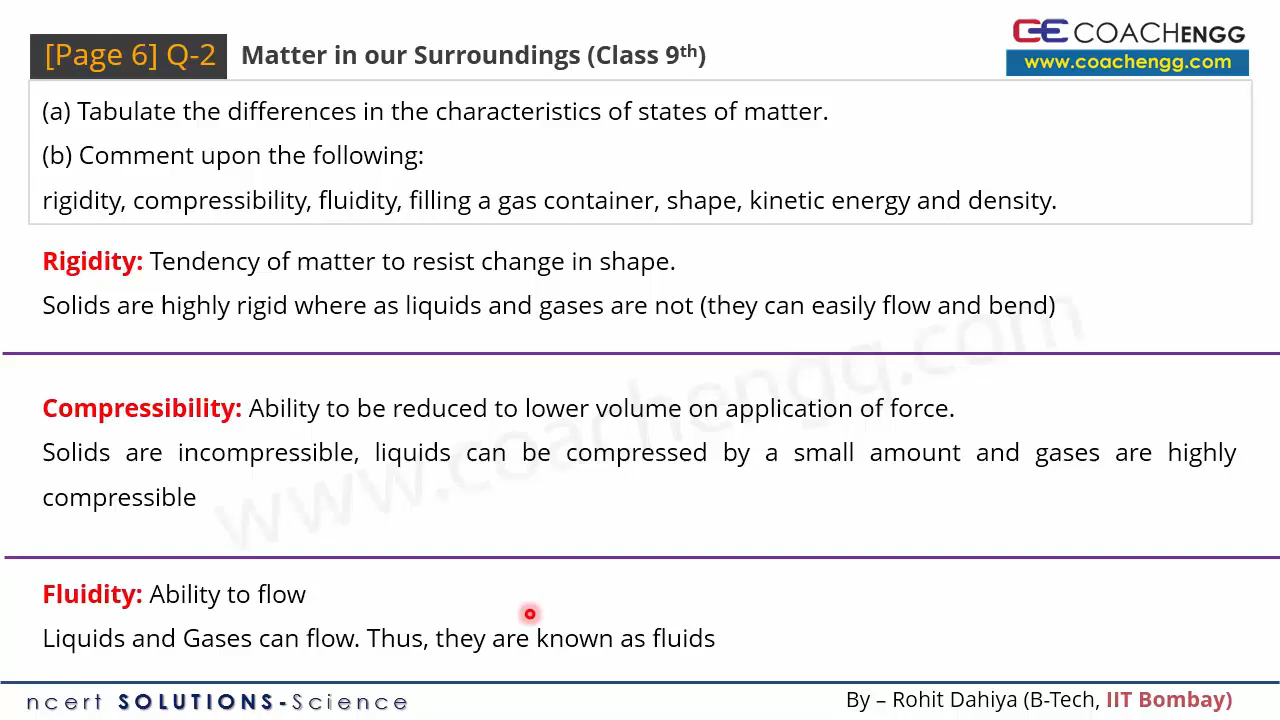 [Page 6] Q-2 Matter in our Surroundings (Class 9th)
GE COACHENGG
www.coachengg.com
(a) Tabulate the differences in the characteristics of states of matter.
(b) Comment upon the following:
rigidity, compressibility, fluidity, filling a gas container, shape, kinetic energy and density.
Rigidity: Tendency of matter to resist change in shape.
Solids are highly rigid where as liquids and gases are not (they can easily flow and bend)
www.coachengg.com
Compressibility: Ability to be reduced to lower volume on application of force.
Solids are incompressible, liquids can be compressed by a small amount and gases are highly
compressible
Fluidity: Ability to flow
Liquids and Gases can flow. Thus, they are known as fluids
ncert SOLUTIONS-Science
By – Rohit Dahiya (B-Tech, IIT Bombay)